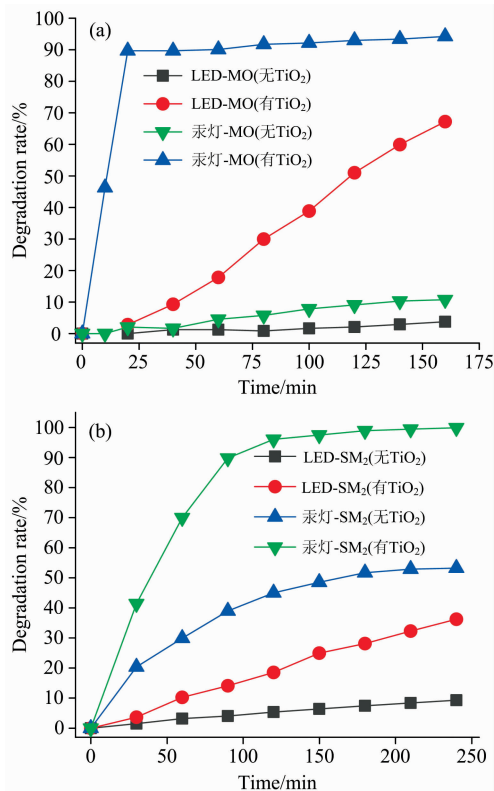 (a)
100
90
80
70
60
50
40
30
20
10
0
Degradation rate/%
LED-MO(无TiO₂)
LED-MO(有TiO₂)
汞灯-MO(无TiO₂)
汞灯-MO(有TiO₂)
0 25 50 75 100 125 150 175
Time/min
(b)
100
90
80
70
60
50
40
30
20
10
0
Degradation rate/%
LED-SM₂(无TiO₂)
LED-SM₂(有TiO₂)
汞灯-SM₂(无TiO₂)
汞灯-SM₂(有TiO₂)
0 50 100 150 200 250
Time/min